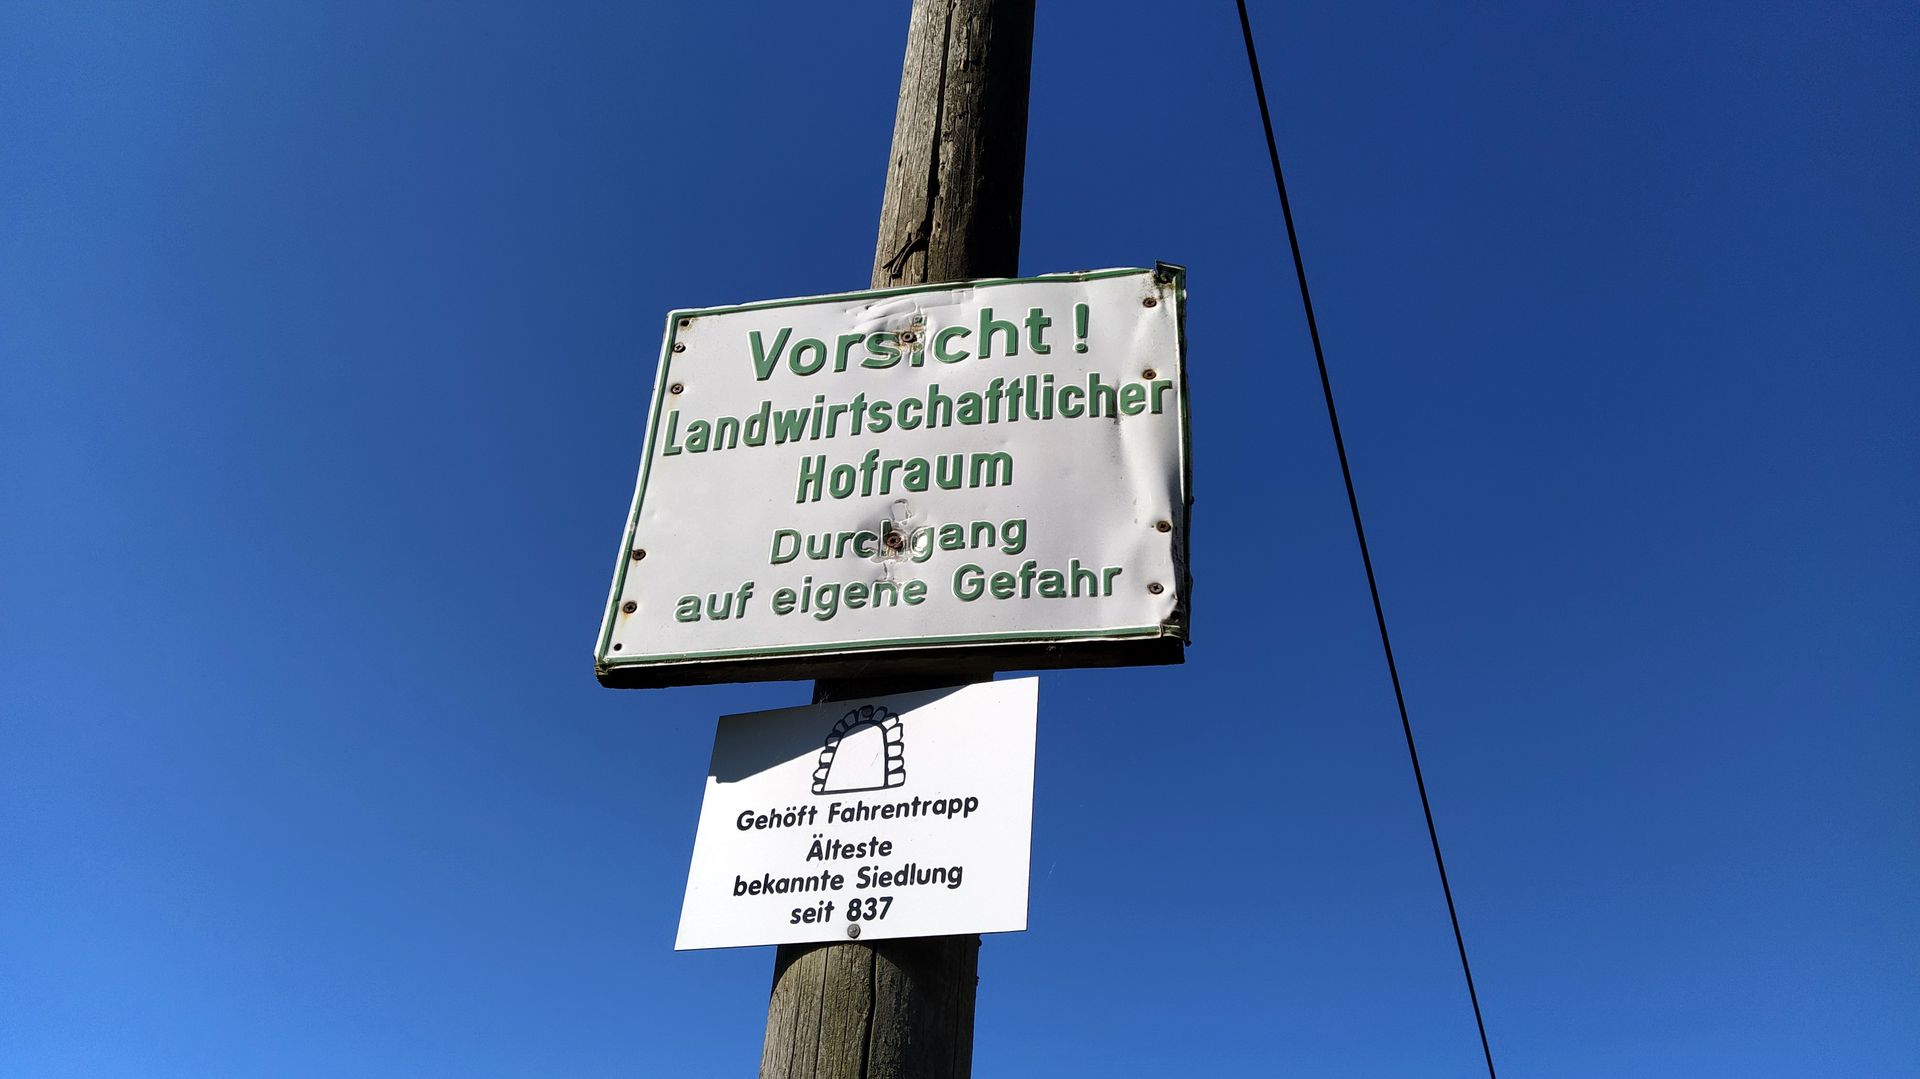 Vorsicht!
Landwirtschaftlicher
Hofraum
Durchgang
auf eigene Gefahr
Gehöft Fahrentrapp
Älteste
bekannte Siedlung
seit 837